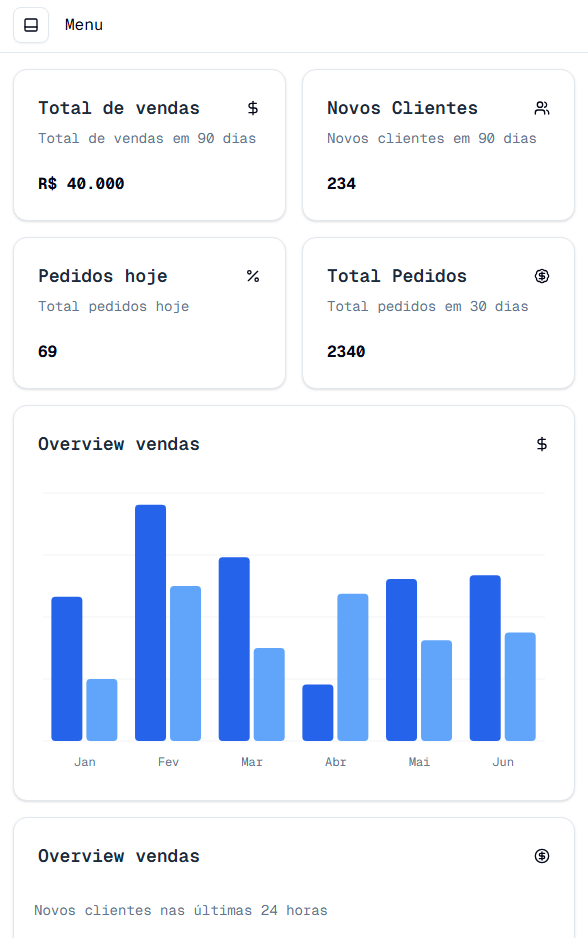 Menu
Total de vendas
Total de vendas em 90 dias
R$ 40.000
Novos Clientes
Novos clientes em 90 dias
234
Pedidos hoje
Total pedidos hoje
69
Total Pedidos
Total pedidos em 30 dias
2340
Overview vendas
Jan Fev Mar Abr Mai Jun
Overview vendas
Novos clientes nas últimas 24 horas